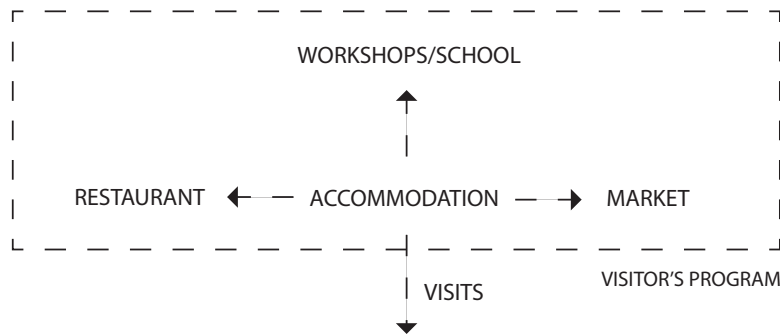 WORKSHOPS/SCHOOL
RESTAURANT
ACCOMMODATION
MARKET
VISITOR’S PROGRAM
VISITS